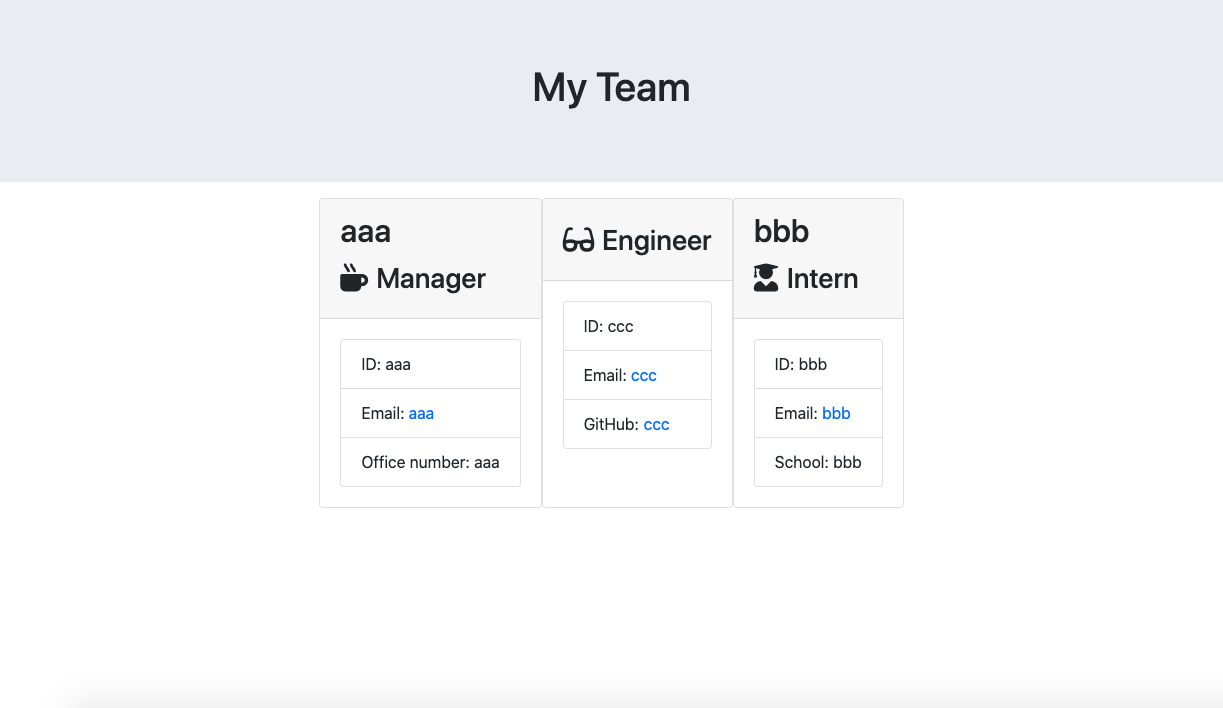 My Team
aaa
Manager
ID: aaa
Email: aaa
Office number: aaa
Engineer
ID: ccc
Email: ccc
GitHub: ccc
bbb
Intern
ID: bbb
Email: bbb
School: bbb